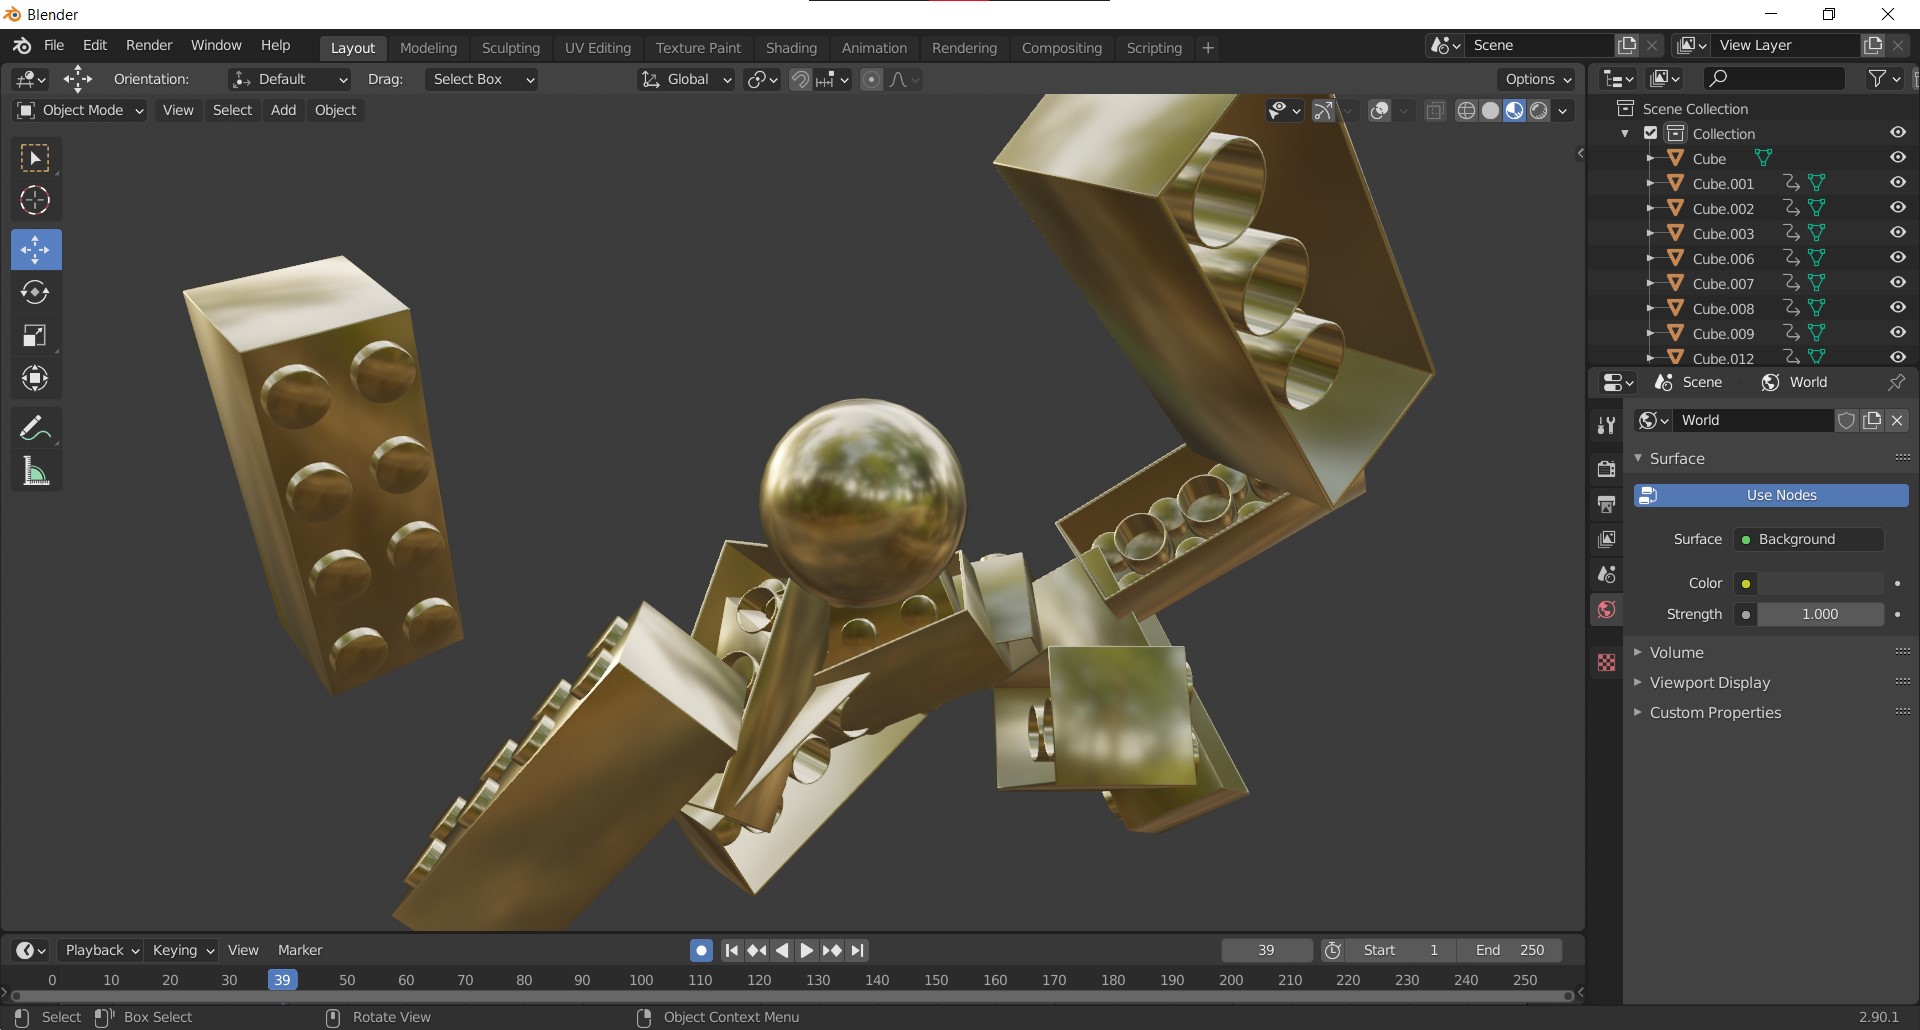 Blender
File Edit Render Window Help Layout Modeling Sculpting UV Editing Texture Paint Shading Animation Rendering Compositing Scripting + Scene View Layer
Orientation: Default Drag: Select Box Global Options
Object Mode View Select Add Object
Scene Collection
Collection
Cube
Cube.001
Cube.002
Cube.003
Cube.006
Cube.007
Cube.008
Cube.009
Cube.012
Scene World
World
Surface
Use Nodes
Surface Background
Color
Strength 1.000
Volume
Viewport Display
Custom Properties
Playback Keying View Marker 39 Start 1 End 250
0 10 20 30 39 50 60 70 80 90 100 110 120 130 140 150 160 170 180 190 200 210 220 230 240 250
Select Box Select Rotate View Object Context Menu 2.90.1